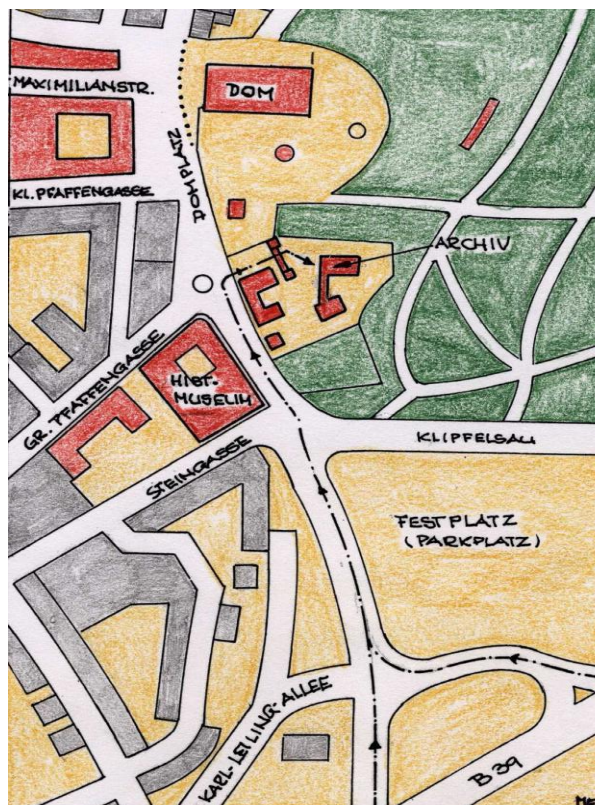 MAXIMILIANSTR.
DOM
KL. PFAFFENGASSE
DOMPLATZ
ARCHIV
GR. PFAFFENGASSE
HIST.
MUSEUM
STEINGASSE
KLIPFELSAU
FESTPLATZ
(PARKPLATZ)
KARL-LEILING-ALLEE
B 39